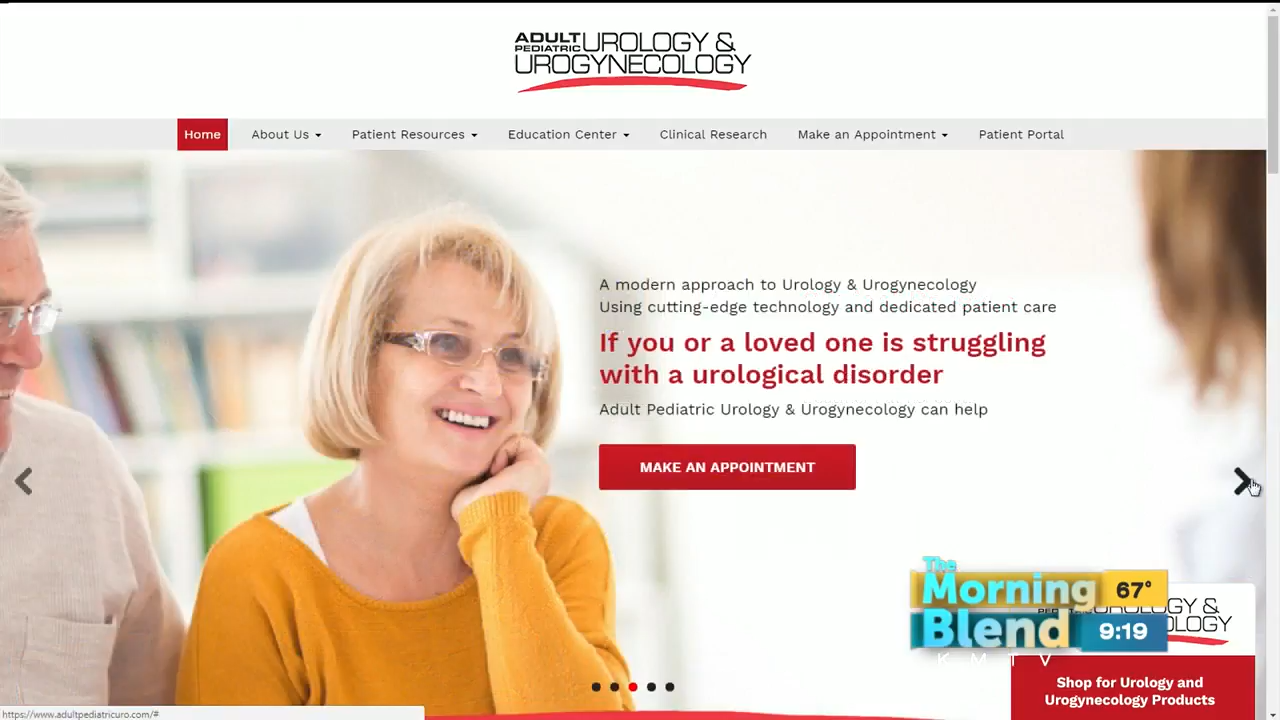 ADULT PEDIATRIC UROLOGY &
UROGYNECOLOGY
Home About Us Patient Resources Education Center Clinical Research Make an Appointment Patient Portal
A modern approach to Urology & Urogynecology
Using cutting-edge technology and dedicated patient care
If you or a loved one is struggling
with a urological disorder
Adult Pediatric Urology & Urogynecology can help
MAKE AN APPOINTMENT
The
Morning 67°
Blend 9:19
KMTV
UROLOGY &
Shop for Urology and
Urogynecology Products
https://www.adultpediatricuro.com/#